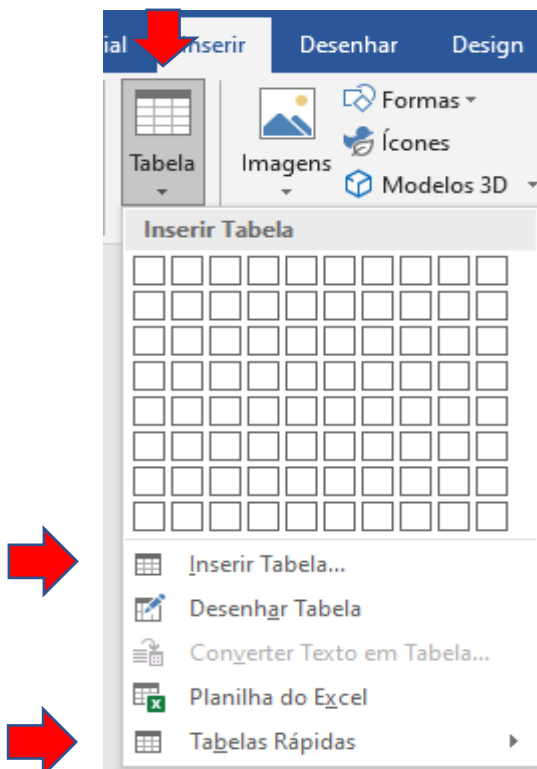 ial Inserir Desenhar Design
Formas
Ícones
Tabela Imagens
Modelos 3D
Inserir Tabela
Inserir Tabela...
Desenhar Tabela
Converter Texto em Tabela...
Planilha do Excel
Tabelas Rápidas